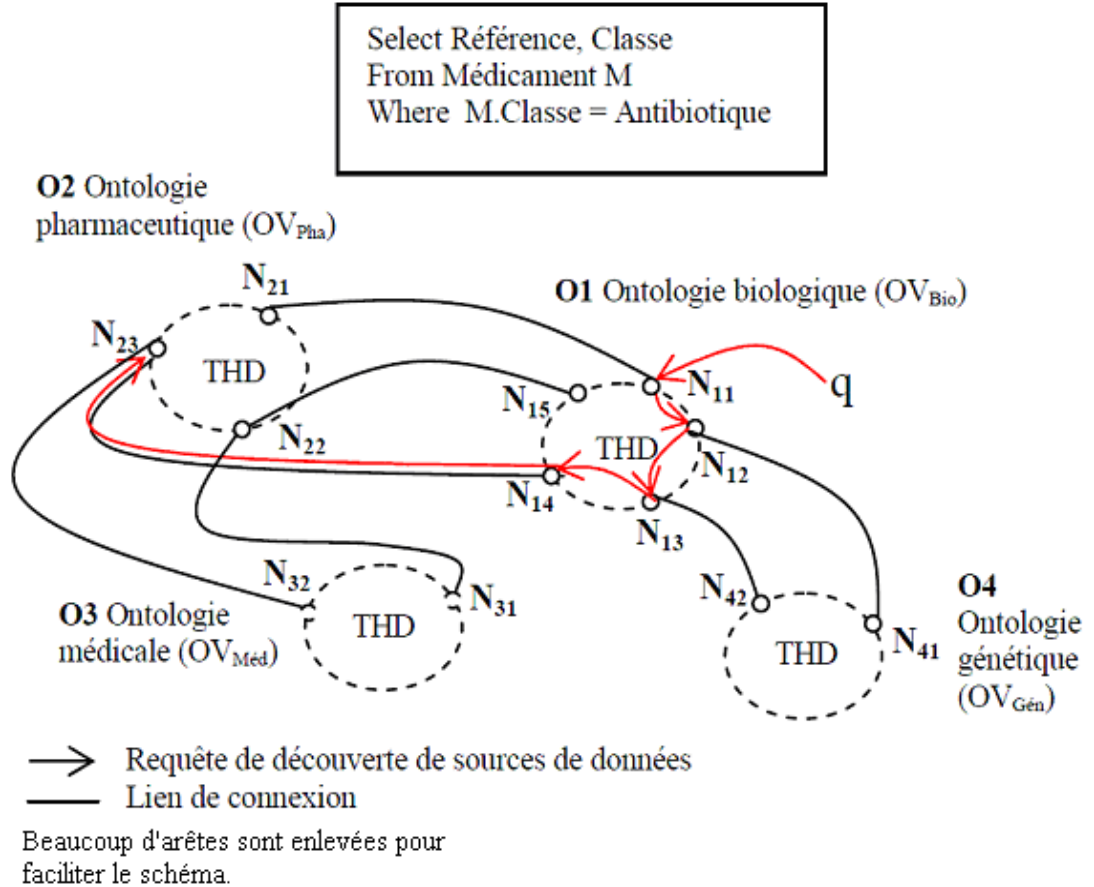 Select Référence, Classe
From Médicament M
Where M.Classe = Antibiotique
O2 Ontologie
pharmaceutique (OVPha)
N21
O1 Ontologie biologique (OVBio)
N23
THD
N11
q
N15
N22
THD
N12
N14
N13
N32
N42
O4
Ontologie
génétique
(OVGén)
O3 Ontologie
médicale (OVMéd)
THD
N31
THD
N41
Requête de découverte de sources de données
Lien de connexion
Beaucoup d'arêtes sont enlevées pour
faciliter le schéma.